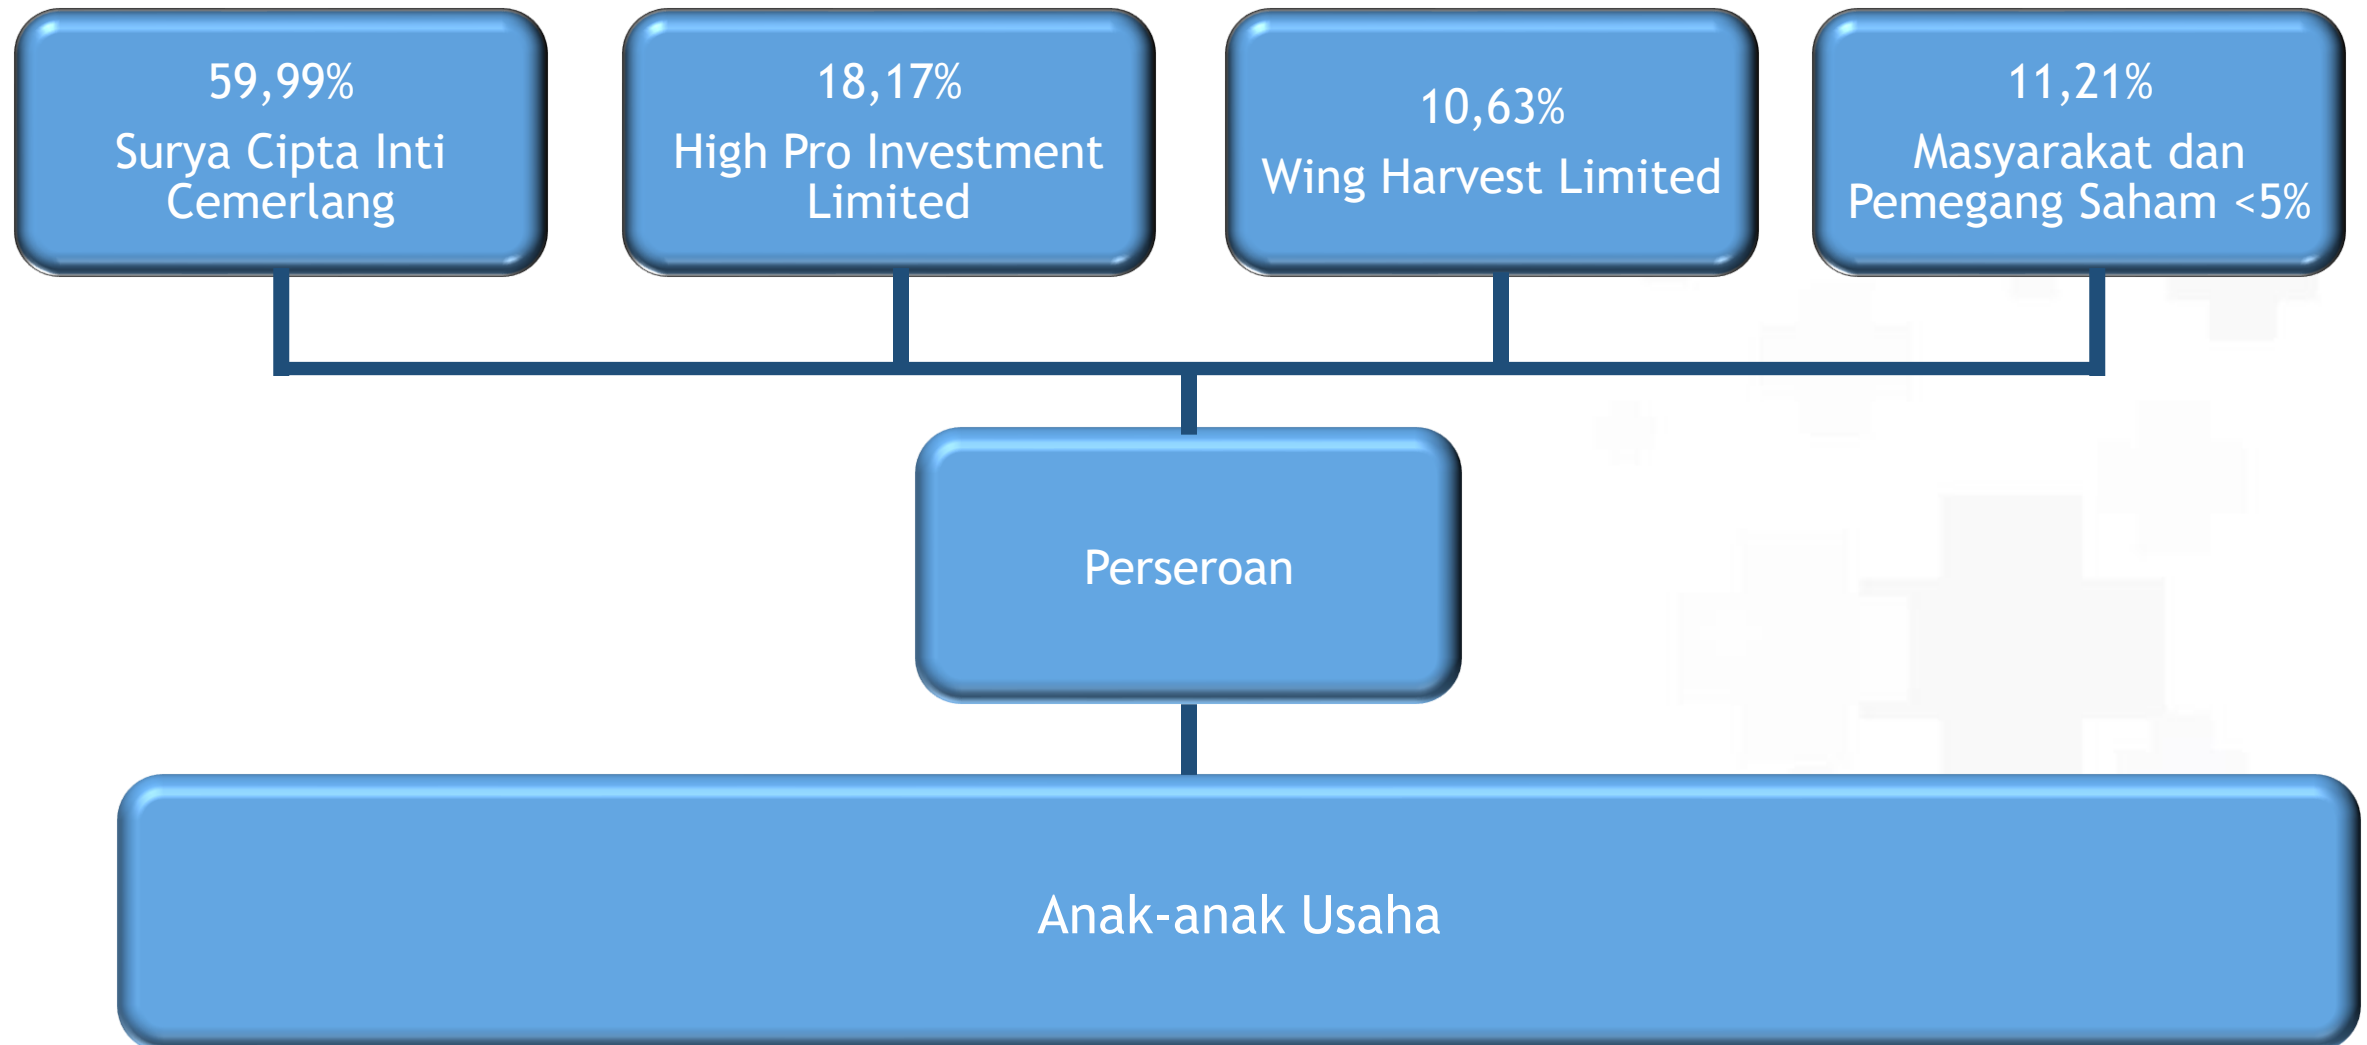 59,99%
Surya Cipta Inti
Cemerlang
18,17%
High Pro Investment
Limited
10,63%
Wing Harvest Limited
11,21%
Masyarakat dan
Pemegang Saham <5%
Perseroan
Anak-anak Usaha